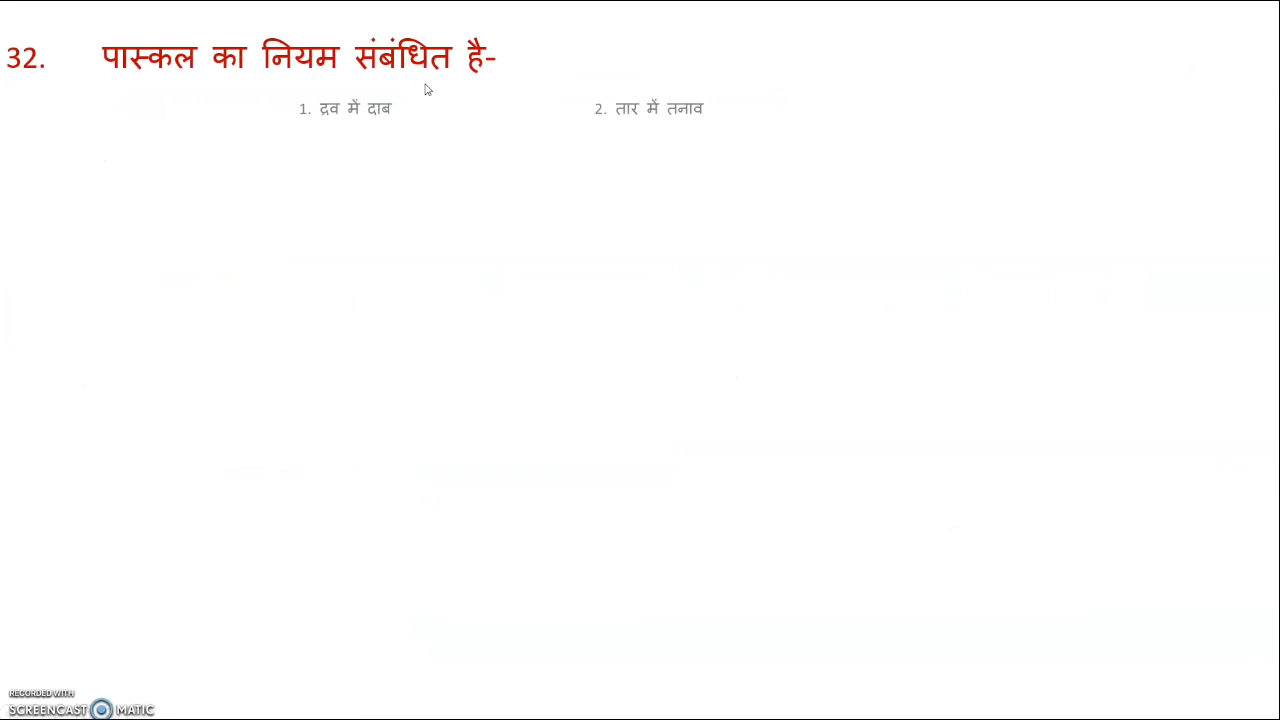 32. पास्कल का नियम संबंधित है-
1. द्रव में दाब 2. तार में तनाव
RECORDED WITH
SCREENCAST MATIC